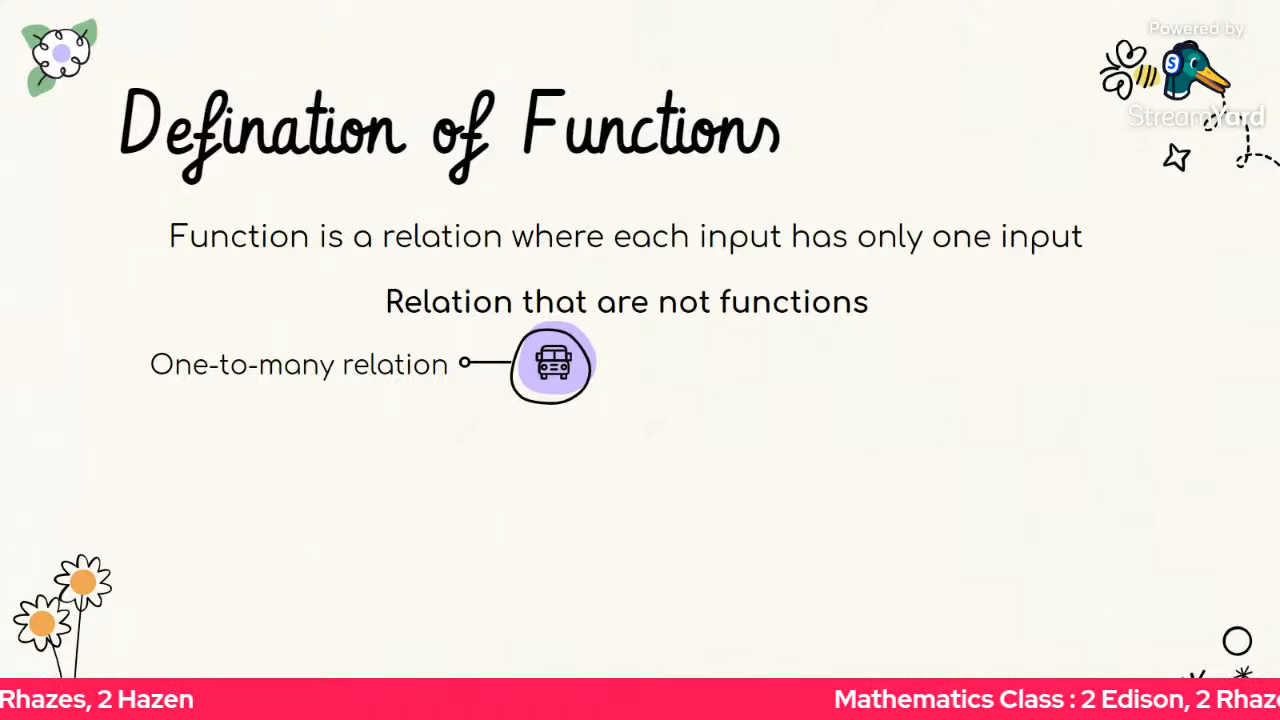 Powered by
S
StreamYard
Defination of Functions
Function is a relation where each input has only one input
Relation that are not functions
One-to-many relation
Rhazes, 2 Hazen
Mathematics Class : 2 Edison, 2 Rhaze